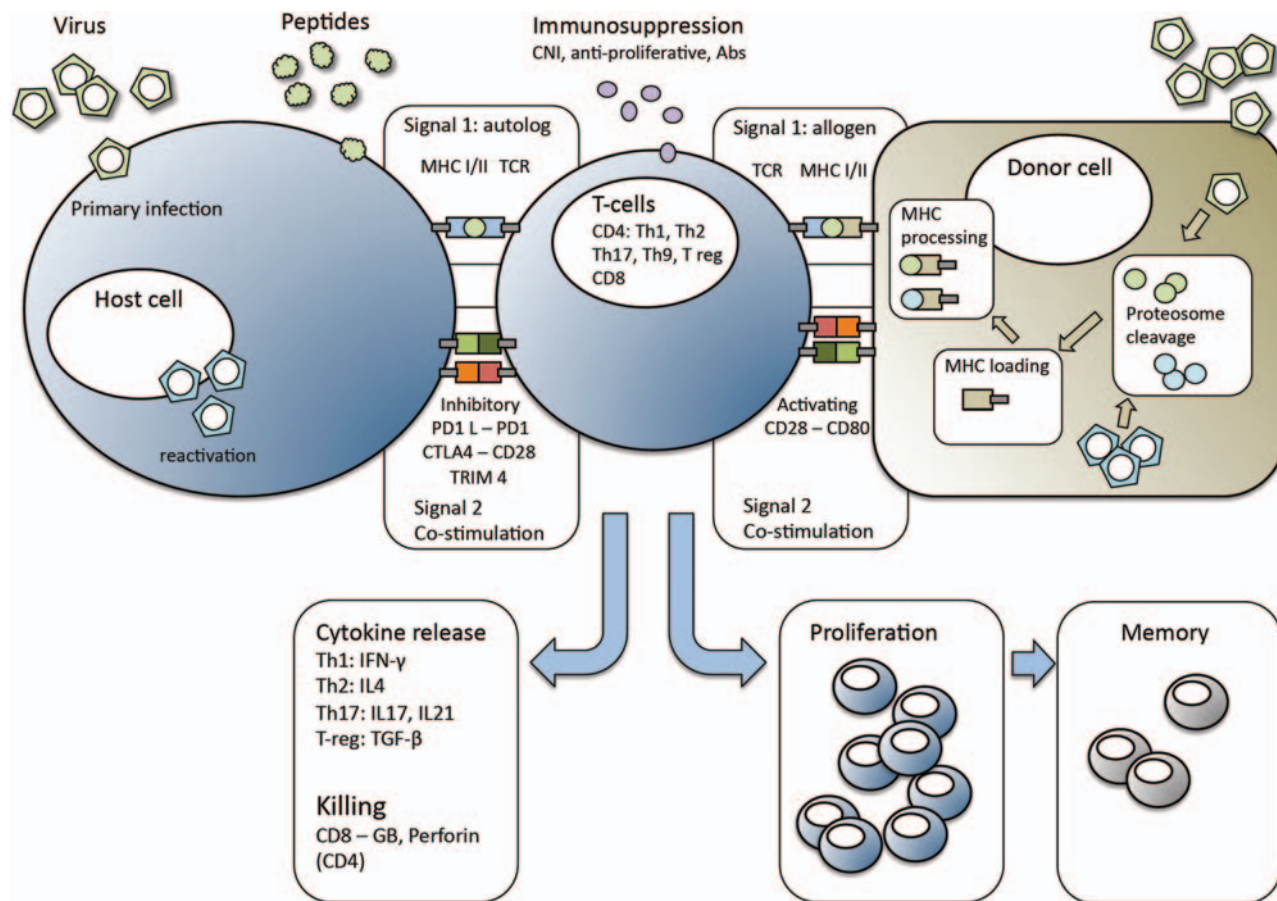 Virus
Peptides
Immunosuppression
CNI, anti-proliferative, Abs
Signal 1: autolog
MHC I/II TCR
Signal 1: allogen
TCR MHC I/II
Primary infection
Host cell
reactivation
T-cells
CD4: Th1, Th2
Th17, Th9, T reg
CD8
Donor cell
MHC
processing
Proteosome
cleavage
MHC loading
Inhibitory
PD1 L – PD1
CTLA4 – CD28
TRIM 4
Signal 2
Co-stimulation
Activating
CD28 – CD80
Signal 2
Co-stimulation
Cytokine release
Th1: IFN-γ
Th2: IL4
Th17: IL17, IL21
T-reg: TGF-β
Killing
CD8 – GB, Perforin
(CD4)
Proliferation
Memory